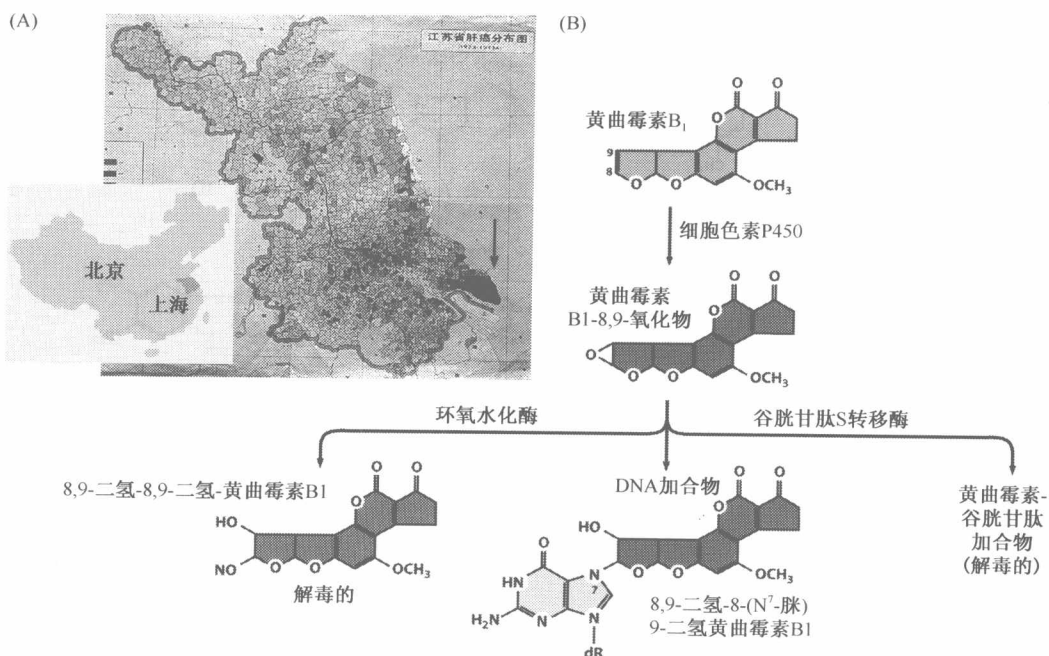 (A)
江苏省肝癌分布图
北京
上海
(B)
黄曲霉素B₁
9
8
O
O
O
O
O
OCH₃
细胞色素P450
黄曲霉素
B1-8,9-氧化物
O
O
O
O
O
O
OCH₃
环氧水化酶
谷胱甘肽S转移酶
8,9-二氢-8,9-二氢-黄曲霉素B1
O
O
O
HO
NO
O
O
OCH₃
解毒的
DNA加合物
O
O
O
HO
O
O
OCH₃
O
HN
N
7
H₂N
N
N
dR
8,9-二氢-8-(N⁷-脒)
9-二氢黄曲霉素B1
黄曲霉素-
谷胱甘肽
加合物
(解毒的)